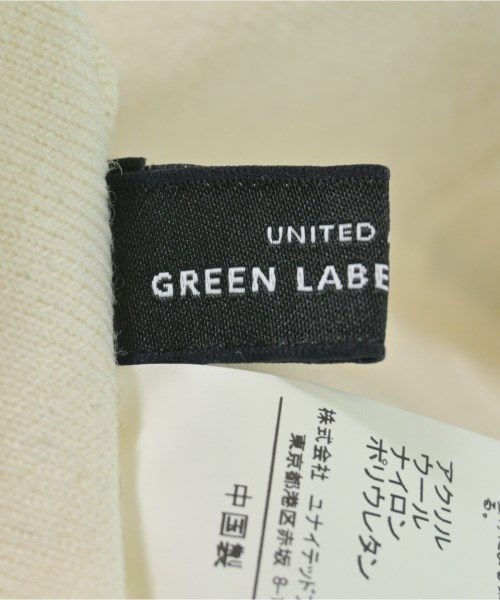 UNITED
GREEN LABE
アクリル
ウール
ナイロン
ポリウレタン
株式会社 ユナイテッド
東京都港区赤坂 8-1
中国製